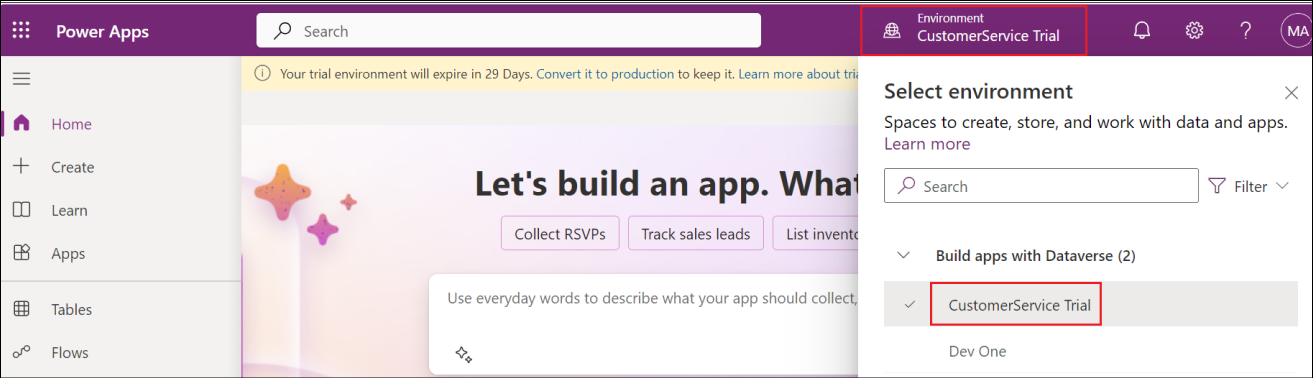 Power Apps
Search
Environment
CustomerService Trial
?
MA
Your trial environment will expire in 29 Days. Convert it to production to keep it. Learn more about
Home
Create
Learn
Apps
Tables
Flows
Let's build an app.
Collect RSVPs
Track sales leads
List
Use everyday words to describe what your app should collect,
Select environment
Spaces to create, store, and work with data and apps.
Learn more
Search
Filter
Build apps with Dataverse (2)
CustomerService Trial
Dev One